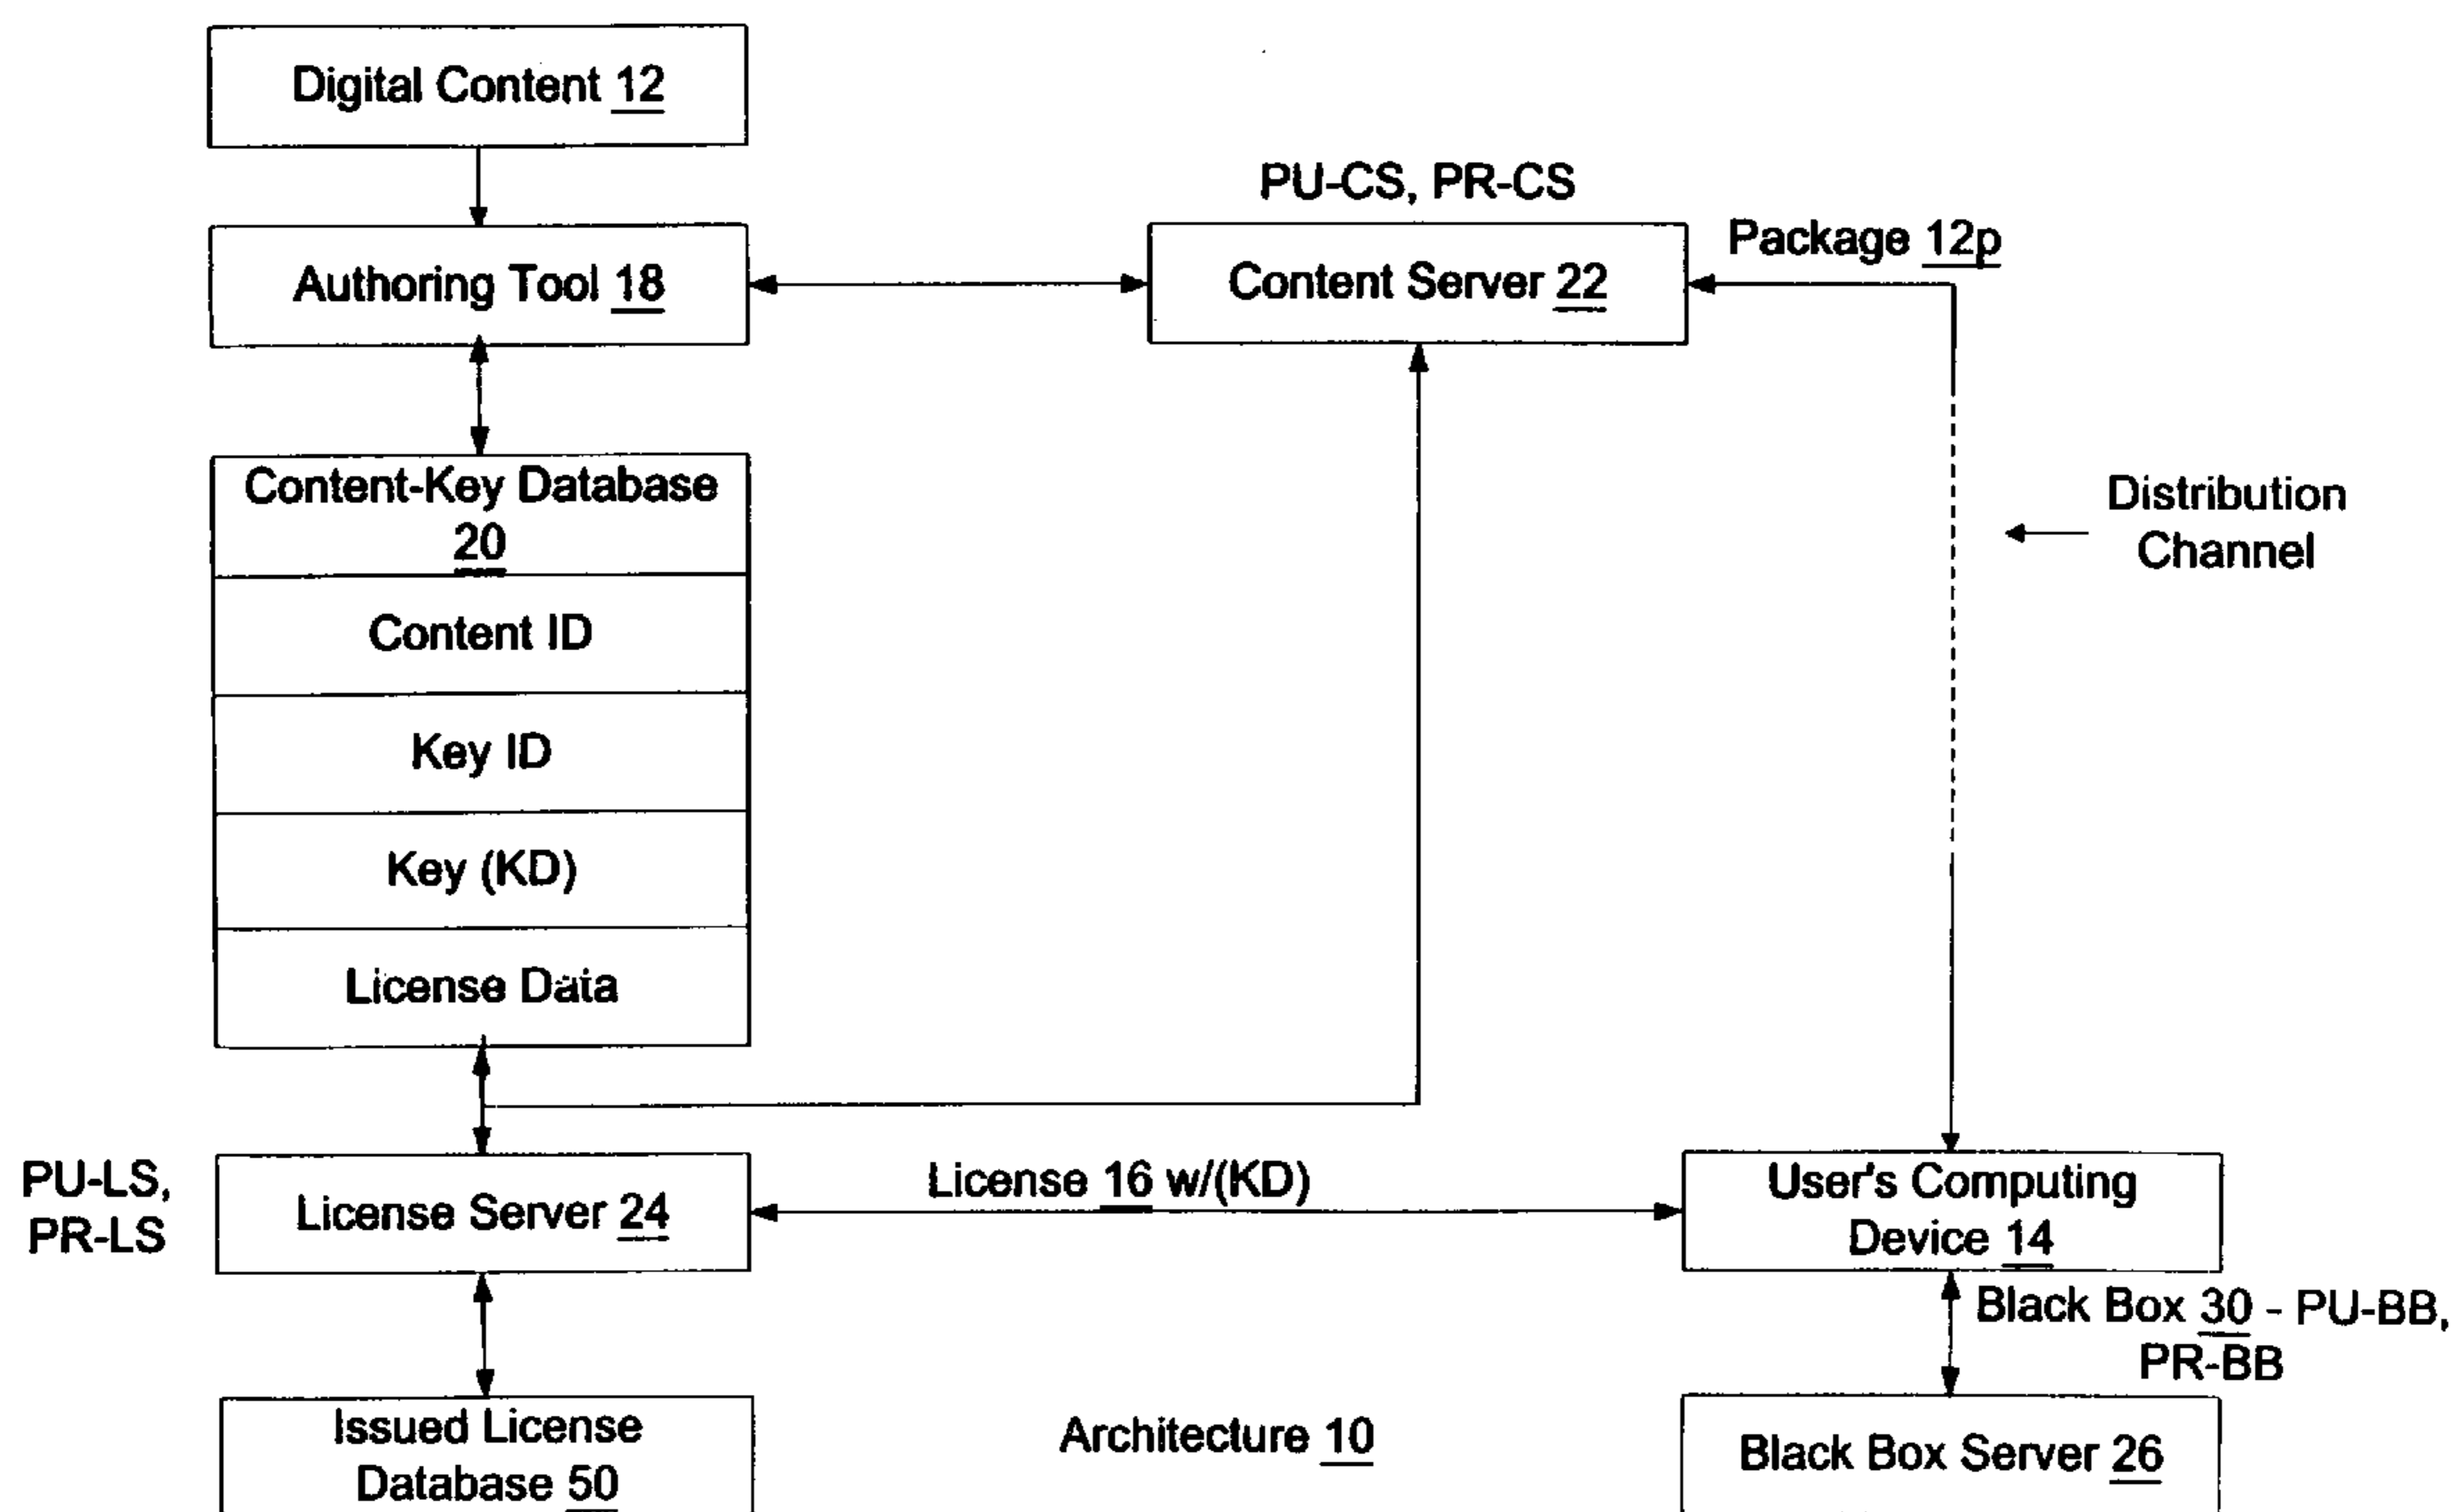 Digital Content 12
PU-CS, PR-CS
Authoring Tool 18
Content Server 22
Package 12p
Content-Key Database
20
Distribution
Channel
Content ID
Key ID
Key (KD)
License Data
PU-LS,
PR-LS
License Server 24
License 16 w/(KD)
User's Computing
Device 14
Black Box 30 - PU-BB,
PR-BB
Issued License
Database 50
Architecture 10
Black Box Server 26